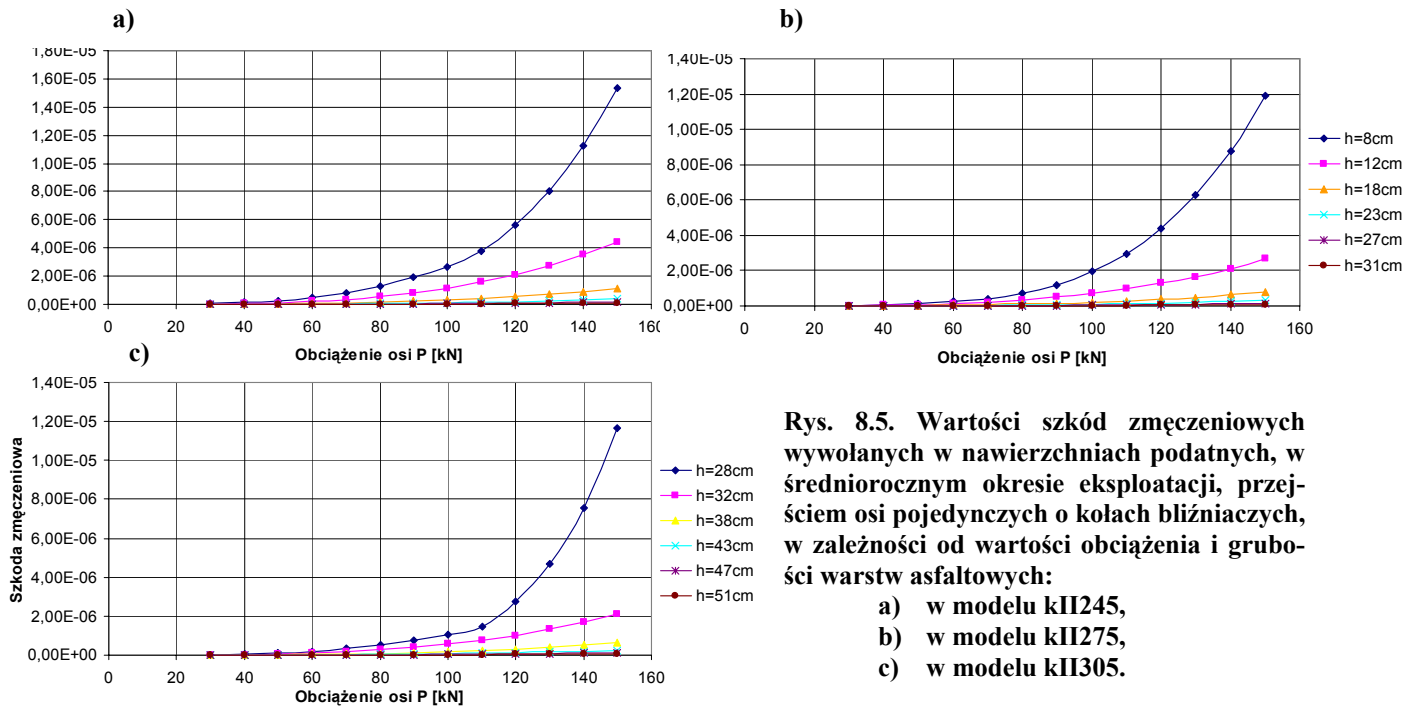 a)
1,80E-05
1,60E-05
1,40E-05
1,20E-05
1,00E-05
8,00E-06
6,00E-06
4,00E-06
2,00E-06
0,00E+00
0 20 40 60 80 100 120 140 160
Obciążenie osi P [kN]
b)
1,40E-05
1,20E-05
1,00E-05
8,00E-06
6,00E-06
4,00E-06
2,00E-06
0,00E+00
0 20 40 60 80 100 120 140 160
Obciążenie osi P [kN]
h=8cm
h=12cm
h=18cm
h=23cm
h=27cm
h=31cm
c)
Szkoda zmęczeniowa
1,40E-05
1,20E-05
1,00E-05
8,00E-06
6,00E-06
4,00E-06
2,00E-06
0,00E+00
0 20 40 60 80 100 120 140 160
Obciążenie osi P [kN]
h=28cm
h=32cm
h=38cm
h=43cm
h=47cm
h=51cm
Rys. 8.5. Wartości szkód zmęczeniowych
wywołanych w nawierzchniach podatnych, w
średniorocznym okresie eksploatacji, przej-
ściem osi pojedynczych o kołach bliźniaczych,
w zależności od wartości obciążenia i grubo-
ści warstw asfaltowych:
a) w modelu kII245,
b) w modelu kII275,
c) w modelu kII305.